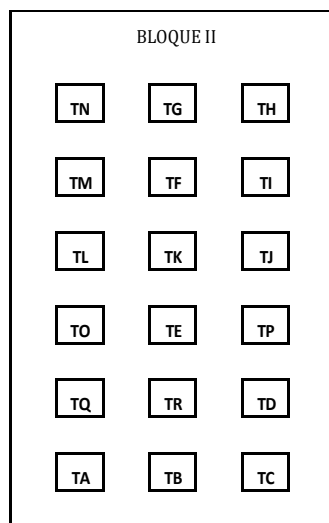 BLOQUE II
TN TG TH
TM TF TI
TL TK TJ
TO TE TP
TQ TR TD
TA TB TC